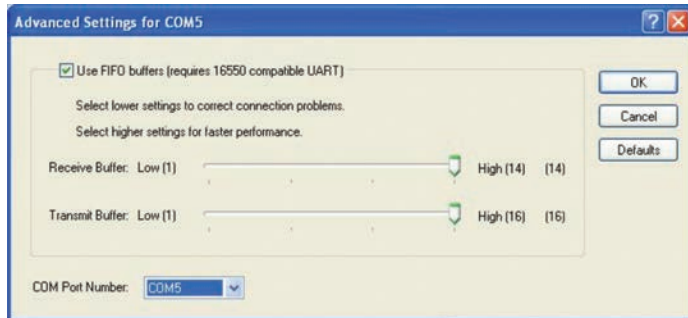 Advanced Settings for COM5
Use FIFO buffers (requires 16550 compatible UART)
OK
Select lower settings to correct connection problems.
Cancel
Select higher settings for faster performance.
Defaults
Receive Buffer: Low (1) High (14) (14)
Transmit Buffer: Low (1) High (16) (16)
COM Port Number: COM5